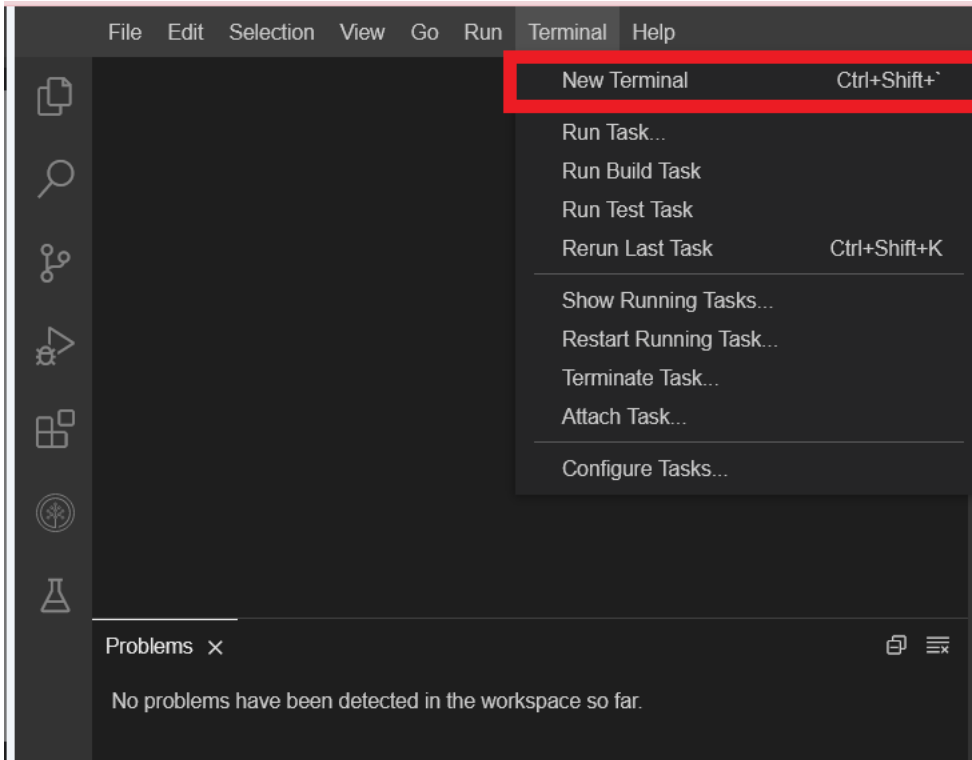 File Edit Selection View Go Run Terminal Help
New Terminal Ctrl+Shift+`
Run Task...
Run Build Task
Run Test Task
Rerun Last Task Ctrl+Shift+K
Show Running Tasks...
Restart Running Task...
Terminate Task...
Attach Task...
Configure Tasks...
Problems
No problems have been detected in the workspace so far.